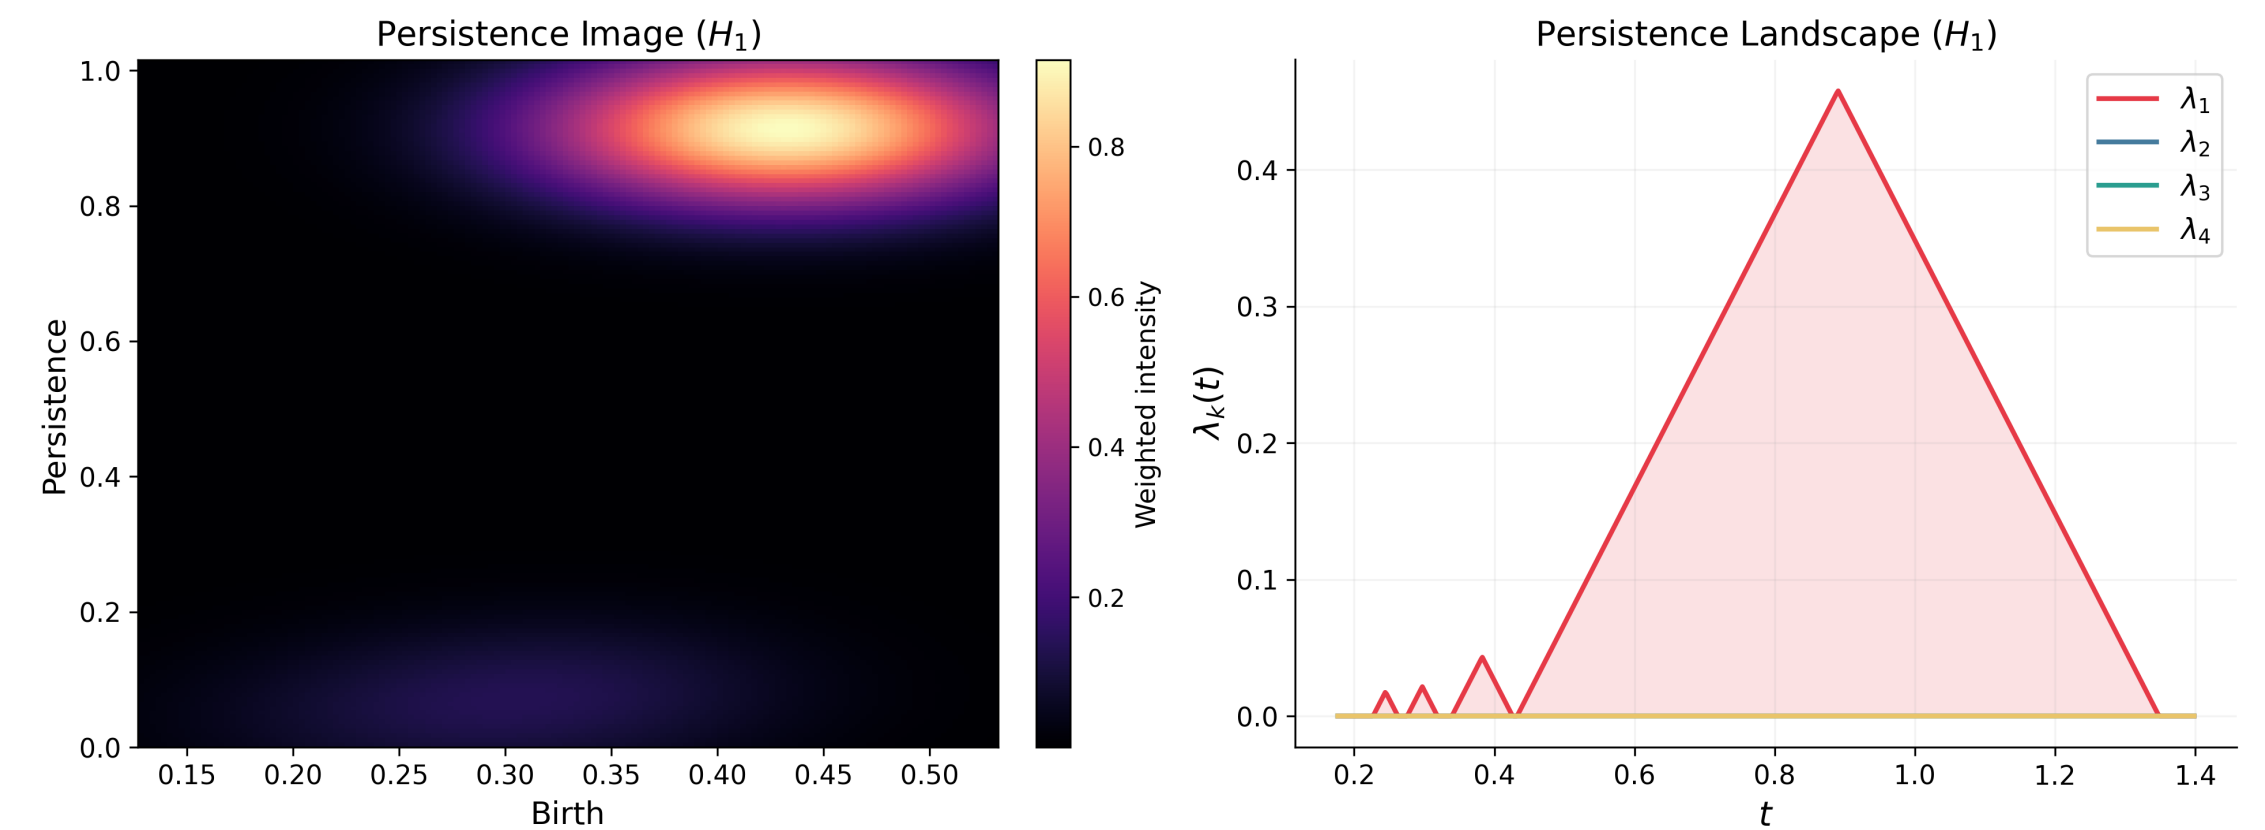 Persistence Image (H₁)
1.0
0.8
0.6
0.4
0.2
0.0
Persistence
0.15 0.20 0.25 0.30 0.35 0.40 0.45 0.50
Birth
0.8
0.6
0.4
0.2
Weighted intensity
Persistence Landscape (H₁)
λ₁
λ₂
λ₃
λ₄
0.4
0.3
0.2
0.1
0.0
λₖ(t)
0.2 0.4 0.6 0.8 1.0 1.2 1.4
t